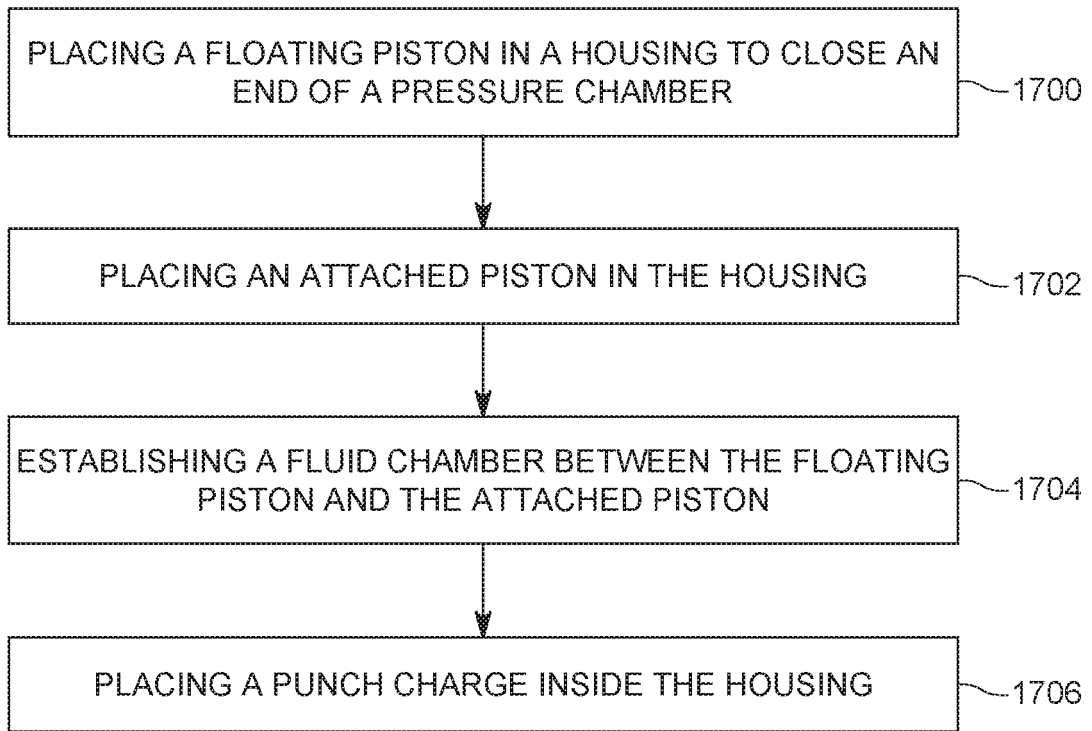 PLACING A FLOATING PISTON IN A HOUSING TO CLOSE AN
END OF A PRESSURE CHAMBER
1700
PLACING AN ATTACHED PISTON IN THE HOUSING
1702
ESTABLISHING A FLUID CHAMBER BETWEEN THE FLOATING
PISTON AND THE ATTACHED PISTON
1704
PLACING A PUNCH CHARGE INSIDE THE HOUSING
1706